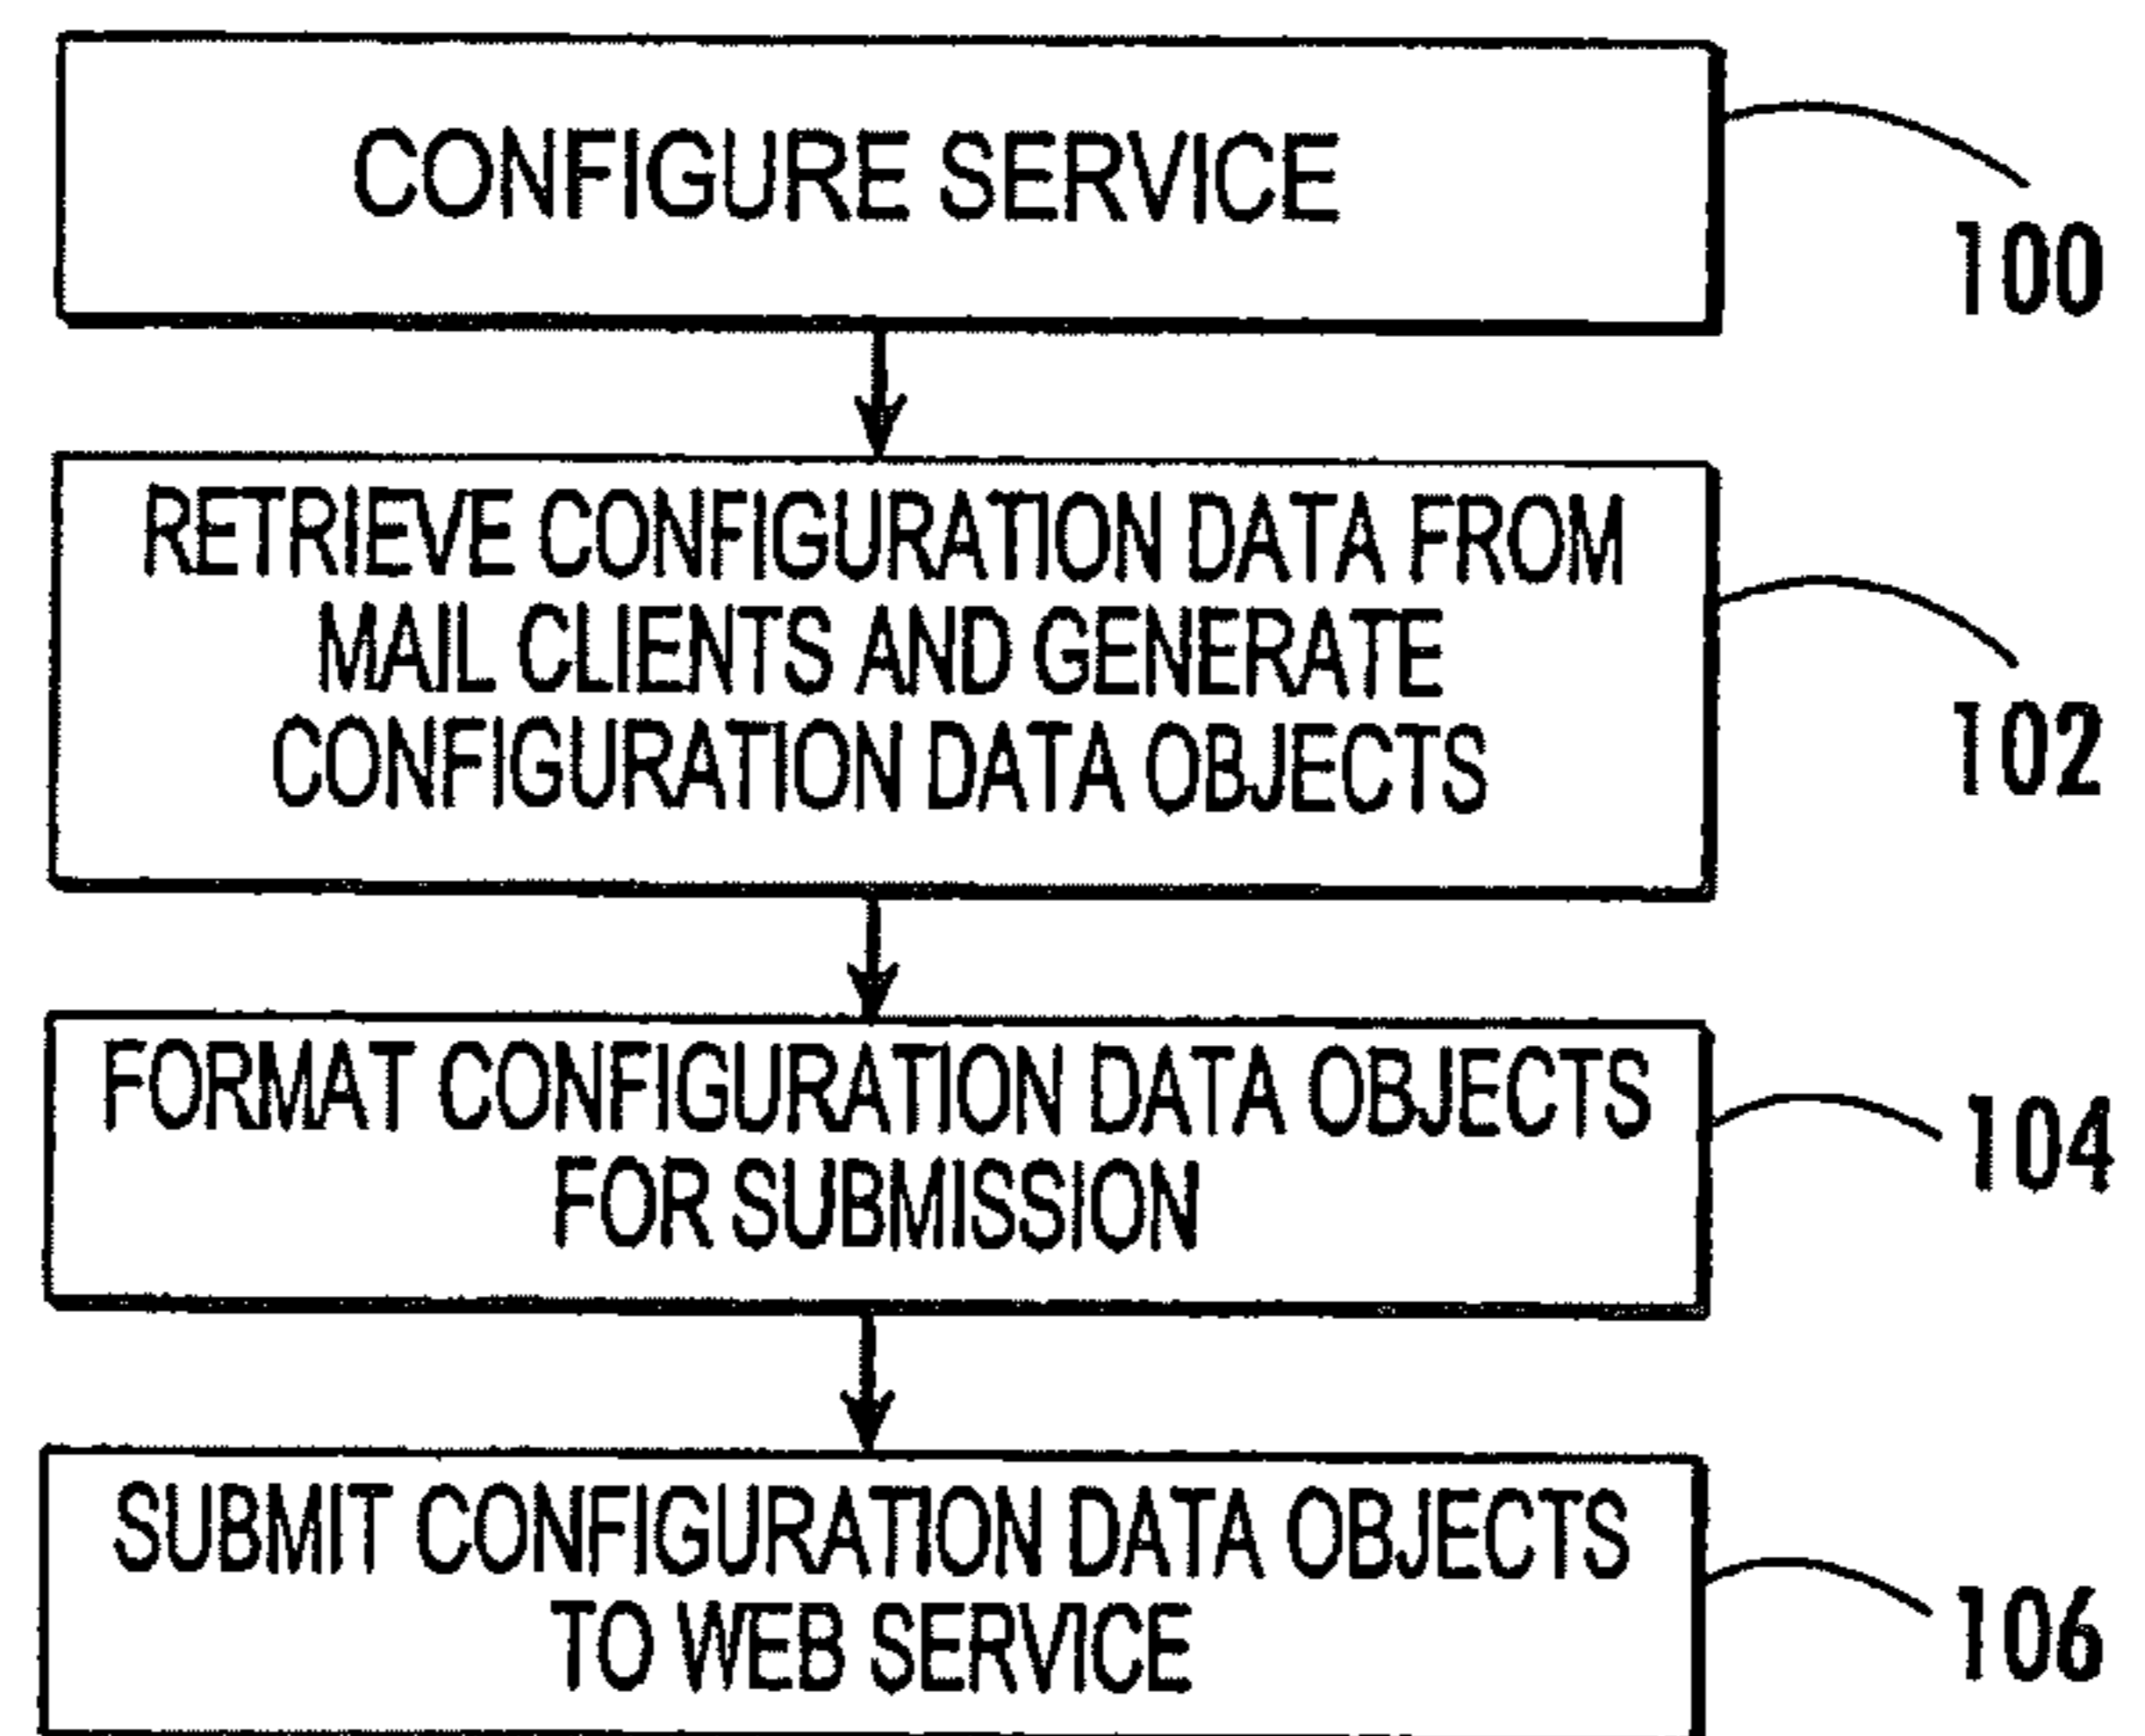 CONFIGURE SERVICE
100
RETRIEVE CONFIGURATION DATA FROM
MAIL CLIENTS AND GENERATE
CONFIGURATION DATA OBJECTS
102
FORMAT CONFIGURATION DATA OBJECTS
FOR SUBMISSION
104
SUBMIT CONFIGURATION DATA OBJECTS
TO WEB SERVICE
106